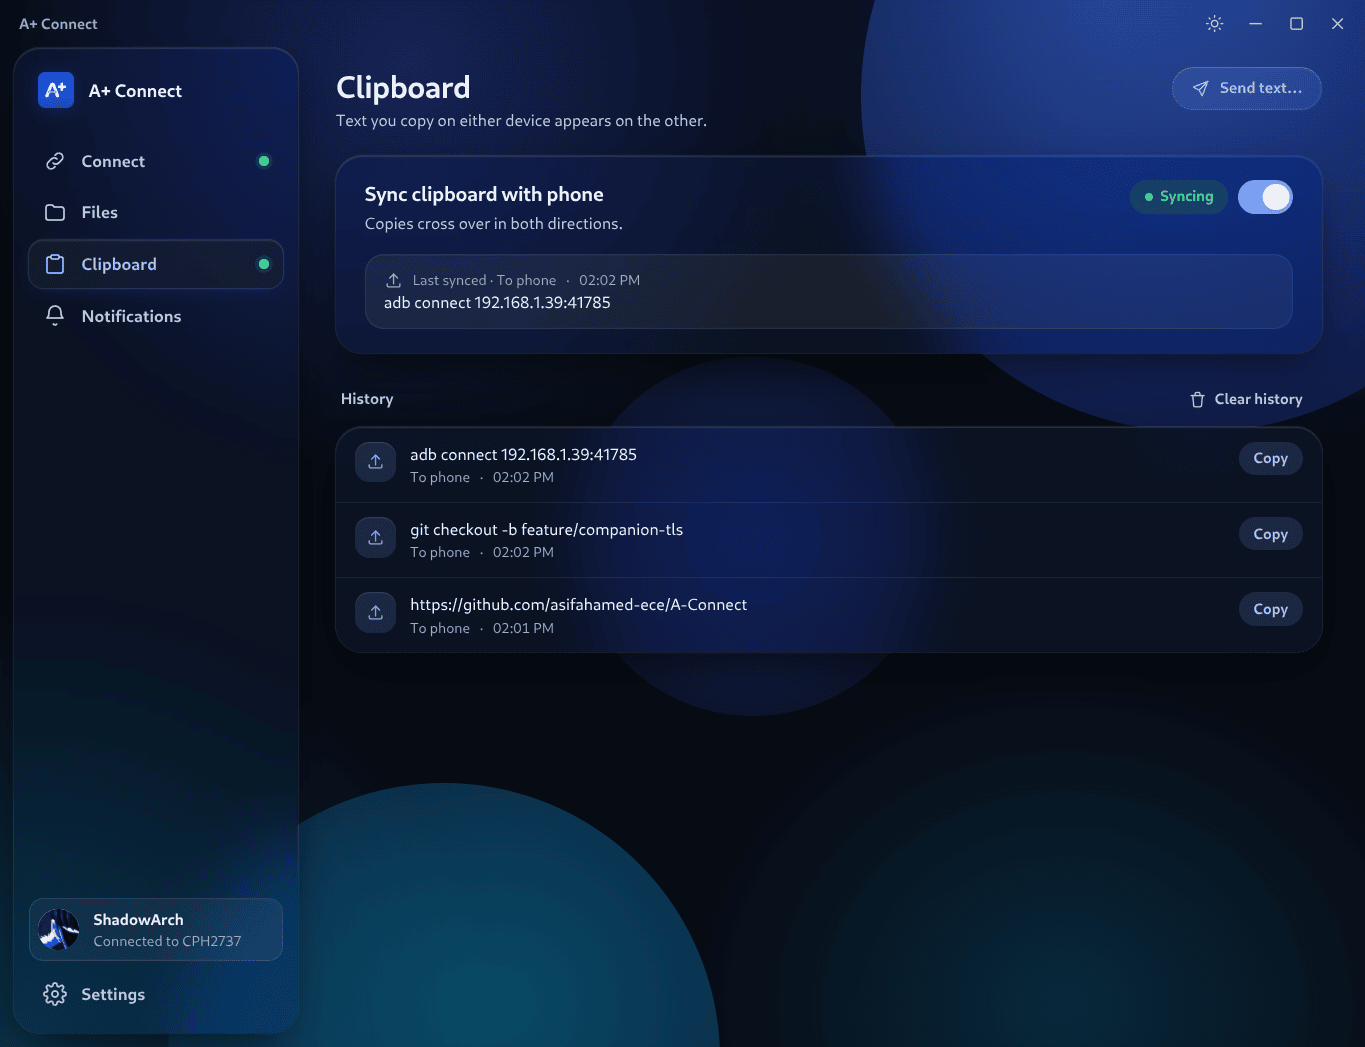 A+ Connect
A+ A+ Connect
Connect
Files
Clipboard
Notifications
ShadowArch
Connected to CPH2737
Settings
Clipboard
Text you copy on either device appears on the other.
Send text...
Sync clipboard with phone
Copies cross over in both directions.
Syncing
Last synced · To phone · 02:02 PM
adb connect 192.168.1.39:41785
History
Clear history
adb connect 192.168.1.39:41785
To phone · 02:02 PM
Copy
git checkout -b feature/companion-tls
To phone · 02:02 PM
Copy
https://github.com/asifahamed-ece/A-Connect
To phone · 02:01 PM
Copy